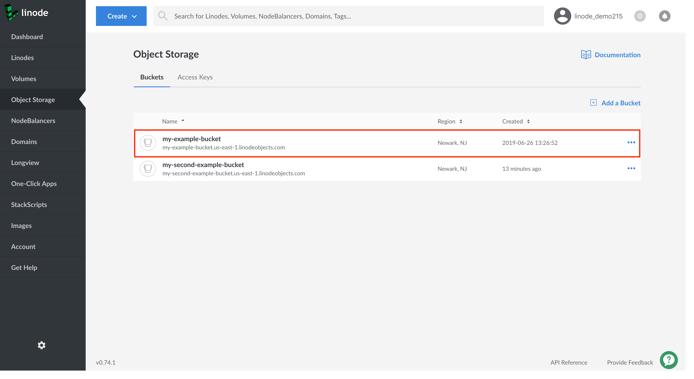 linode
Create
Search for Linodes, Volumes, NodeBalancers, Domains, Tags...
linode_demo215
Dashboard
Linodes
Volumes
Object Storage
NodeBalancers
Domains
Longview
One-Click Apps
StackScripts
Images
Account
Get Help
Object Storage
Documentation
Buckets
Access Keys
Add a Bucket
Name
Region
Created
my-example-bucket
my-example-bucket.us-east-1.linodeobjects.com
Newark, NJ
2019-06-26 13:26:52
my-second-example-bucket
my-second-example-bucket.us-east-1.linodeobjects.com
Newark, NJ
13 minutes ago
v0.74.1
API Reference
Provide Feedback
?